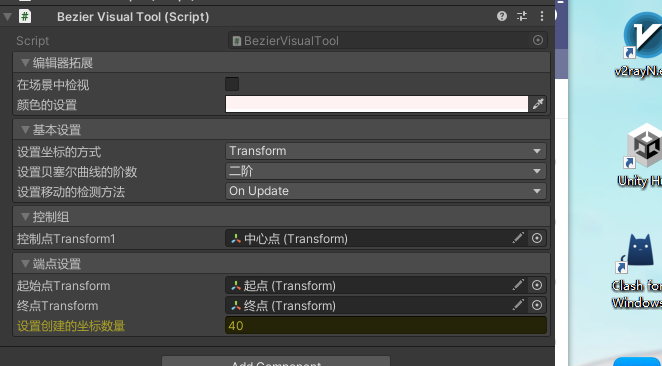 Bezier Visual Tool (Script)
Script BezierVisualTool
编辑器拓展
在场景中检视
颜色的设置
基本设置
设置坐标的方式 Transform
设置贝塞尔曲线的阶数 二阶
设置移动的检测方法 On Update
控制组
控制点Transform1 中心点 (Transform)
端点设置
起始点Transform 起点 (Transform)
终点Transform 终点 (Transform)
设置创建的坐标数量 40
Add Component
v2rayN.e
Unity H
Clash for
Windows